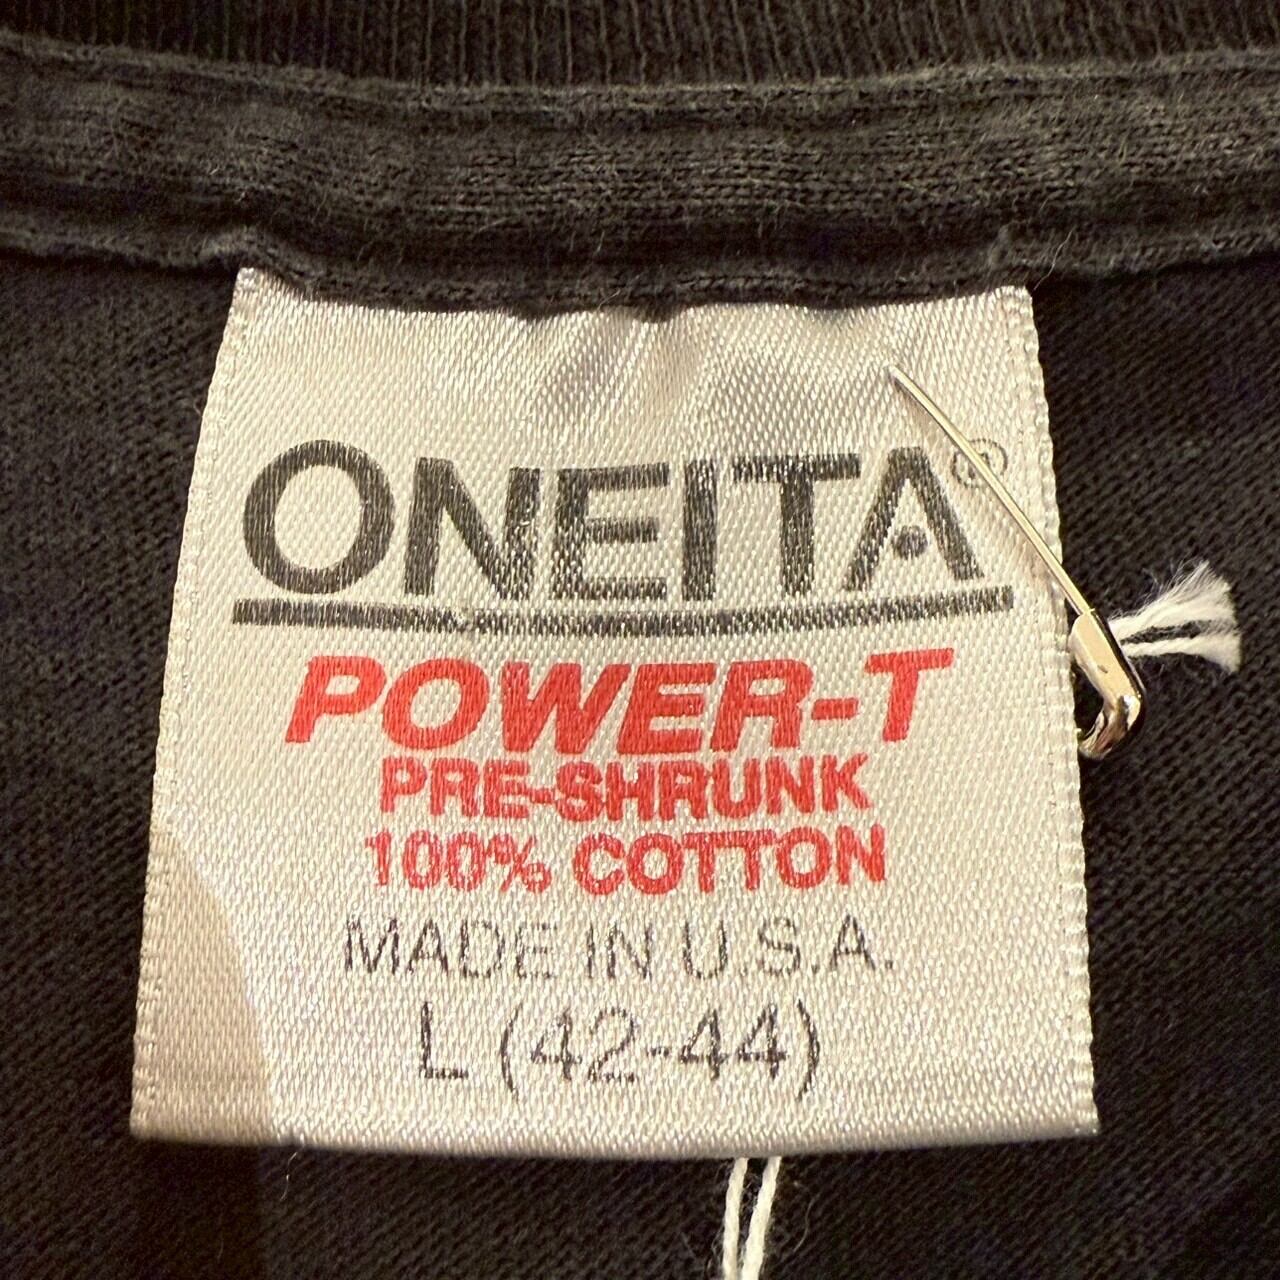 ONEITA®
POWER-T
PRE-SHRUNK
100% COTTON
MADE IN U.S.A.
L (42-44)